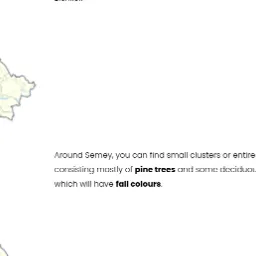 Around Semey, you can find small clusters or entire
consisting mostly of pine trees and some deciduou
which will have fall colours.